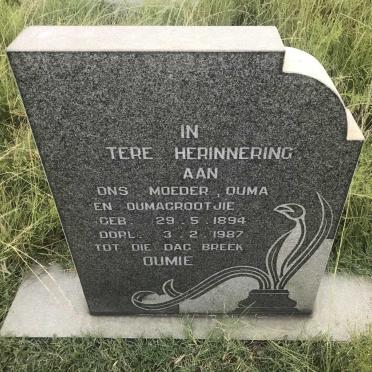 IN
TERE HERINNERING
AAN
ONS MOEDER, OUMA
EN OUMAGROOTJIE
GEB. 29.5.1894
OORL. 3.2.1987
TOT DIE DAG BREEK
OUMIE